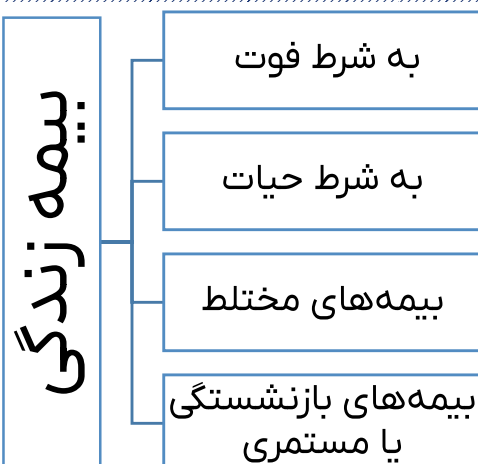 بیمه زندگی
به شرط فوت
به شرط حیات
بیمه‌های مختلط
بیمه‌های بازنشستگی
یا مستمری